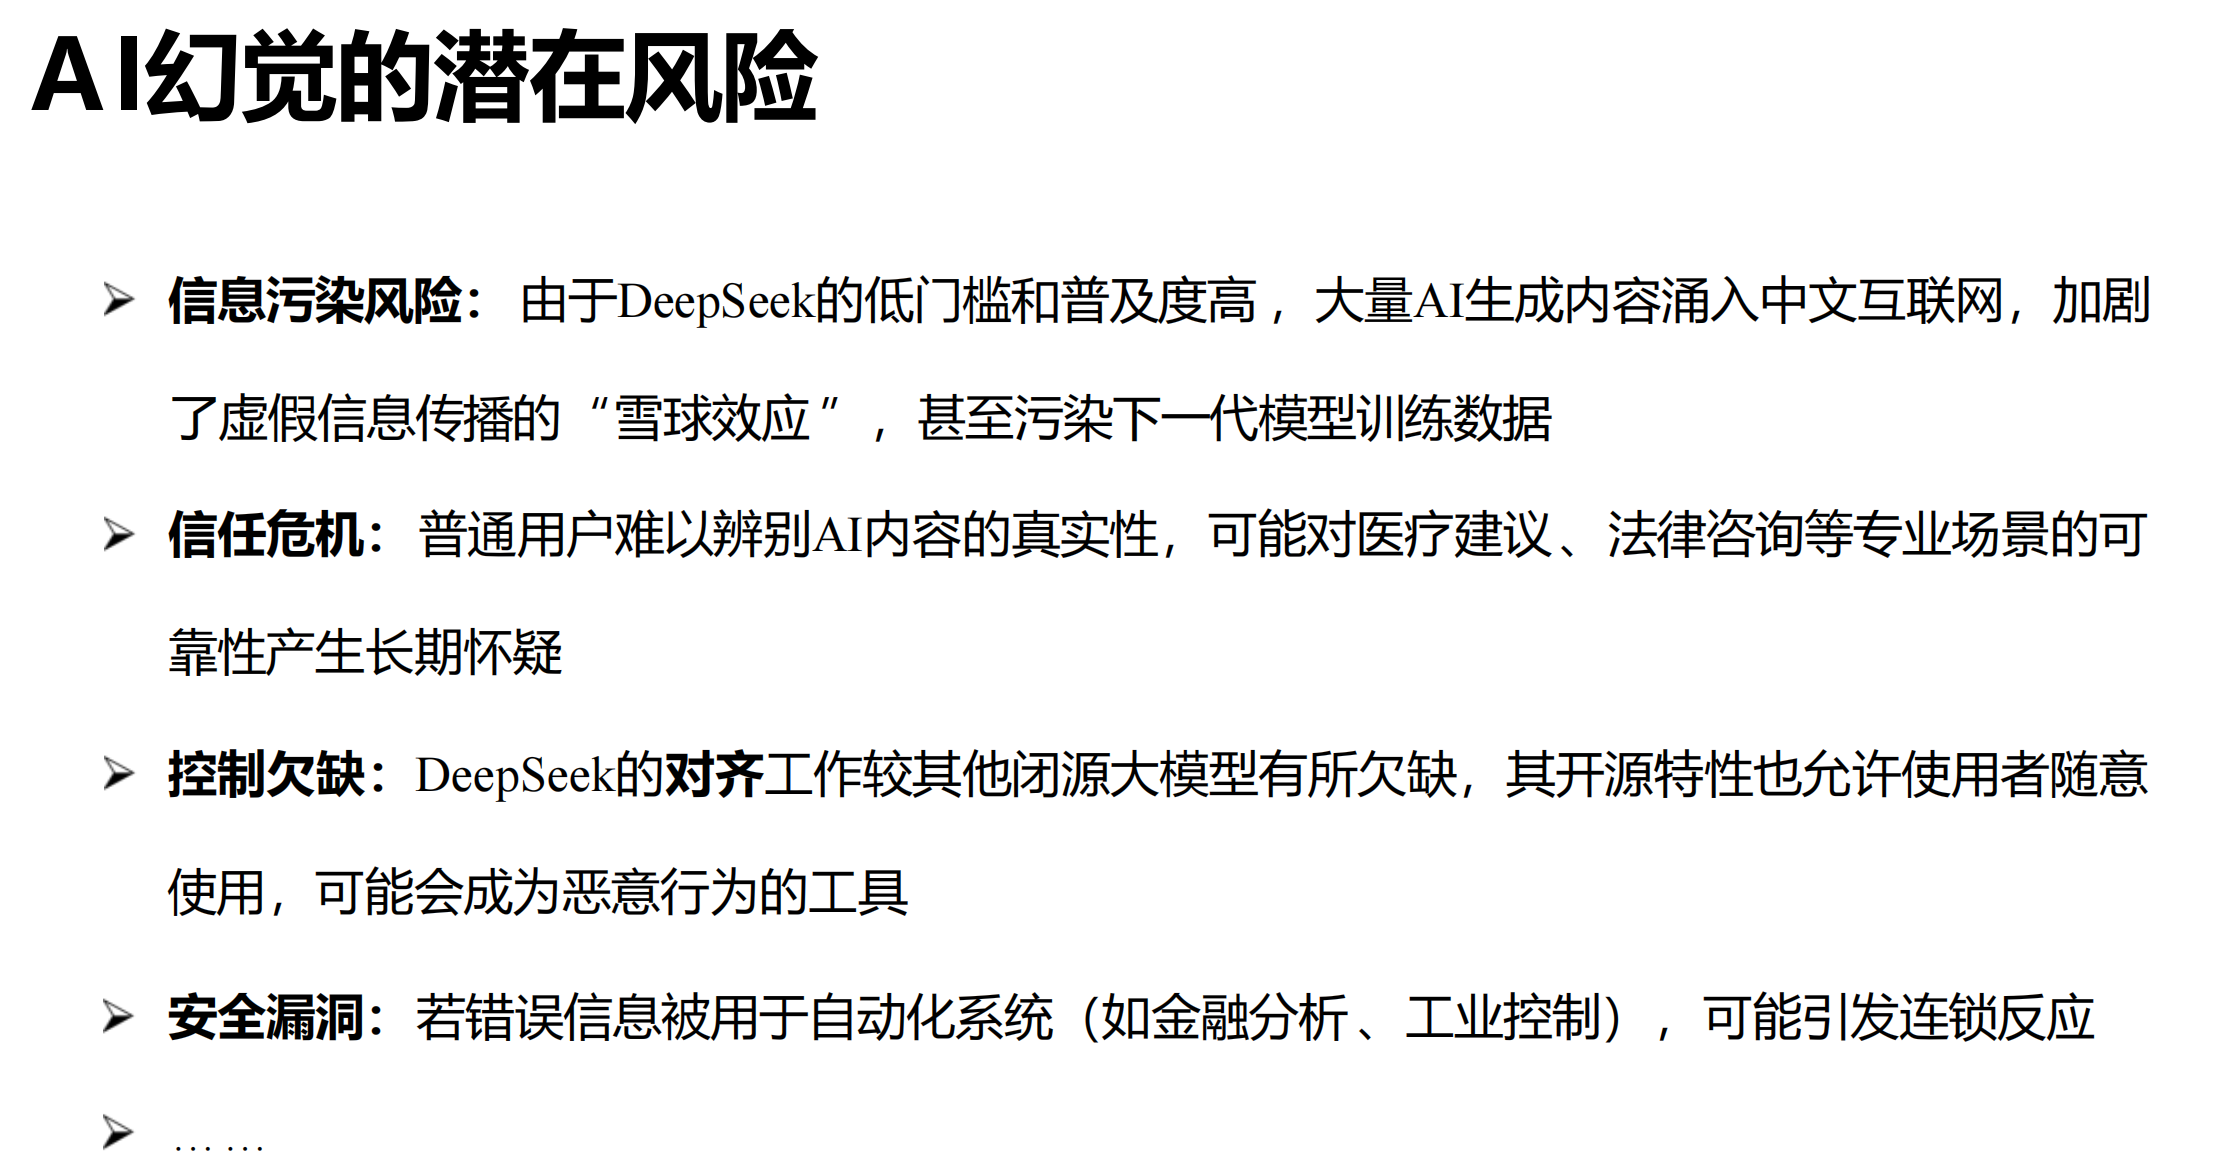 AI幻觉的潜在风险
➢ 信息污染风险：由于DeepSeek的低门槛和普及度高，大量AI生成内容涌入中文互联网，加剧
了虚假信息传播的“雪球效应”，甚至污染下一代模型训练数据
➢ 信任危机：普通用户难以辨别AI内容的真实性，可能对医疗建议、法律咨询等专业场景的可
靠性产生长期怀疑
➢ 控制欠缺：DeepSeek的对齐工作较其他闭源大模型有所欠缺，其开源特性也允许使用者随意
使用，可能会成为恶意行为的工具
➢ 安全漏洞：若错误信息被用于自动化系统（如金融分析、工业控制），可能引发连锁反应
➢ ……